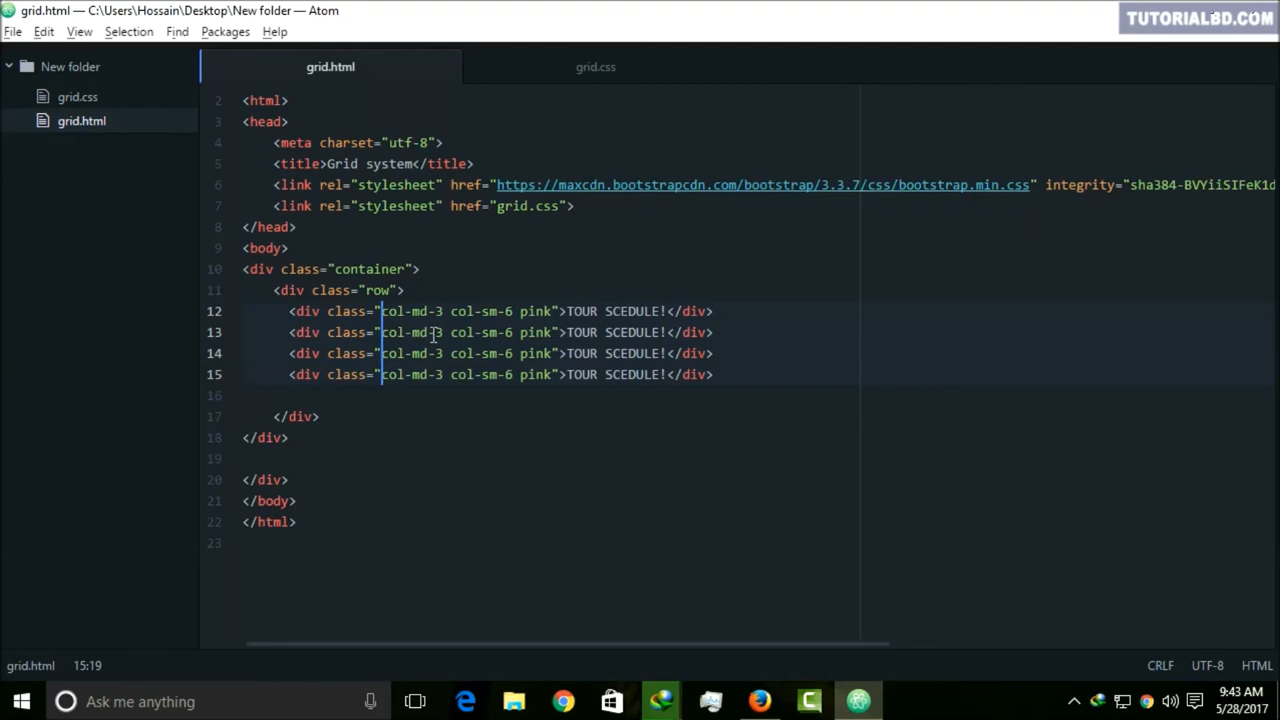 grid.html — C:\Users\Hossain\Desktop\New folder — Atom
TUTORIALBD.COM
File Edit View Selection Find Packages Help
New folder
grid.css
grid.html
grid.html
grid.css
2 <html>
3 <head>
4 <meta charset="utf-8">
5 <title>Grid system</title>
6 <link rel="stylesheet" href="https://maxcdn.bootstrapcdn.com/bootstrap/3.3.7/css/bootstrap.min.css" integrity="sha384-BVYiiSIFeK1d
7 <link rel="stylesheet" href="grid.css">
8 </head>
9 <body>
10 <div class="container">
11 <div class="row">
12 <div class="col-md-3 col-sm-6 pink">TOUR SCEDULE!</div>
13 <div class="col-md-3 col-sm-6 pink">TOUR SCEDULE!</div>
14 <div class="col-md-3 col-sm-6 pink">TOUR SCEDULE!</div>
15 <div class="col-md-3 col-sm-6 pink">TOUR SCEDULE!</div>
16
17 </div>
18 </div>
19
20 </div>
21 </body>
22 </html>
23
grid.html 15:19 CRLF UTF-8 HTML
Ask me anything
9:43 AM
5/28/2017